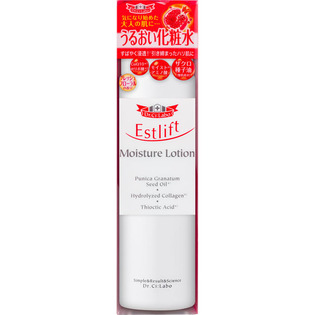 気になり始めた
大人の肌に…
うるおい化粧水
すばやく浸透!引き締まったハリ肌に
ザクロ
種子油
Dr.Ci:Labo
Estlift
Moisture Lotion
Punica Granatum
Seed Oil
+
Hydrolyzed Collagen
+
Thioctic Acid
Simple&Result&Science
Dr.Ci:Labo